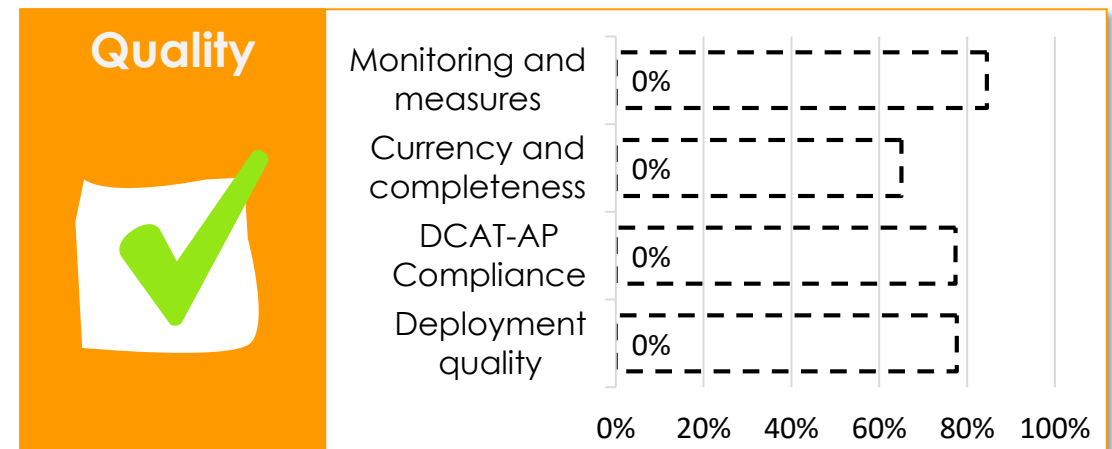 Quality
Monitoring and
measures
0%
Currency and
completeness
0%
DCAT-AP
Compliance
0%
Deployment
quality
0%
0% 20% 40% 60% 80% 100%